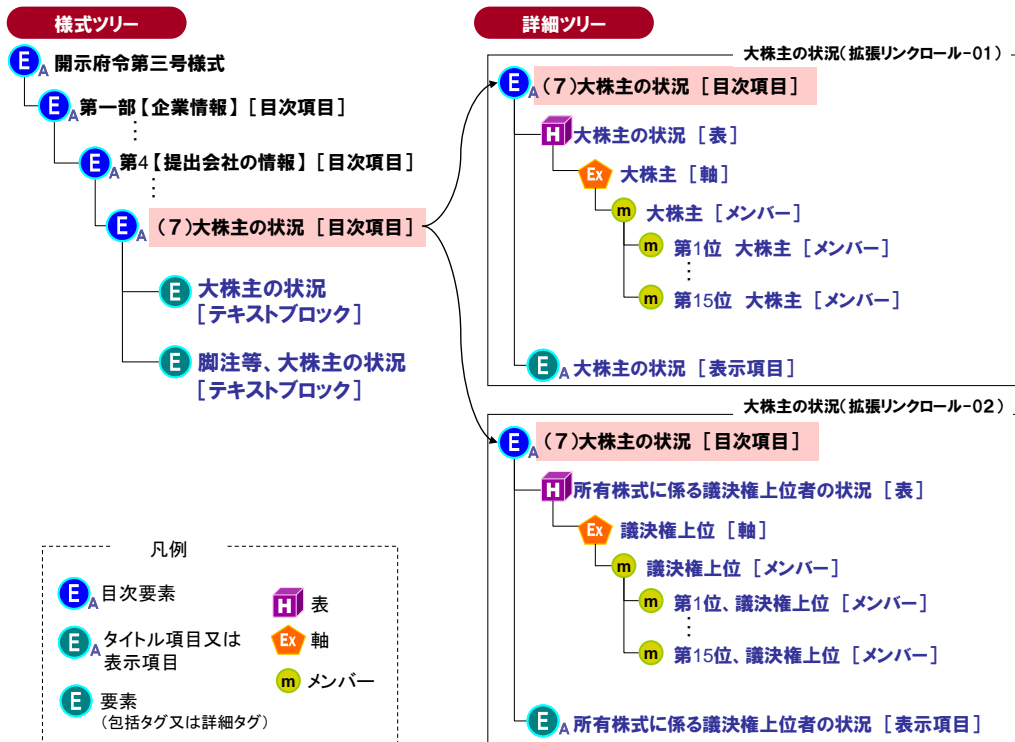 様式ツリー
E A 開示府令第三号様式
E A 第一部【企業情報】［目次項目］
⋮
E A 第4【提出会社の情報】［目次項目］
⋮
E A （7）大株主の状況［目次項目］
E 大株主の状況
［テキストブロック］
E 脚注等、大株主の状況
［テキストブロック］
凡例
E A 目次要素
E A タイトル項目又は
表示項目
E 要素
（包括タグ又は詳細タグ）
H 表
Ex 軸
m メンバー
詳細ツリー
大株主の状況（拡張リンクロール-01）
E A （7）大株主の状況［目次項目］
H 大株主の状況［表］
Ex 大株主［軸］
m 大株主［メンバー］
m 第1位 大株主［メンバー］
⋮
m 第15位 大株主［メンバー］
E A 大株主の状況［表示項目］
大株主の状況（拡張リンクロール-02）
E A （7）大株主の状況［目次項目］
H 所有株式に係る議決権上位者の状況［表］
Ex 議決権上位［軸］
m 議決権上位［メンバー］
m 第1位、議決権上位［メンバー］
⋮
m 第15位、議決権上位［メンバー］
E A 所有株式に係る議決権上位者の状況［表示項目］